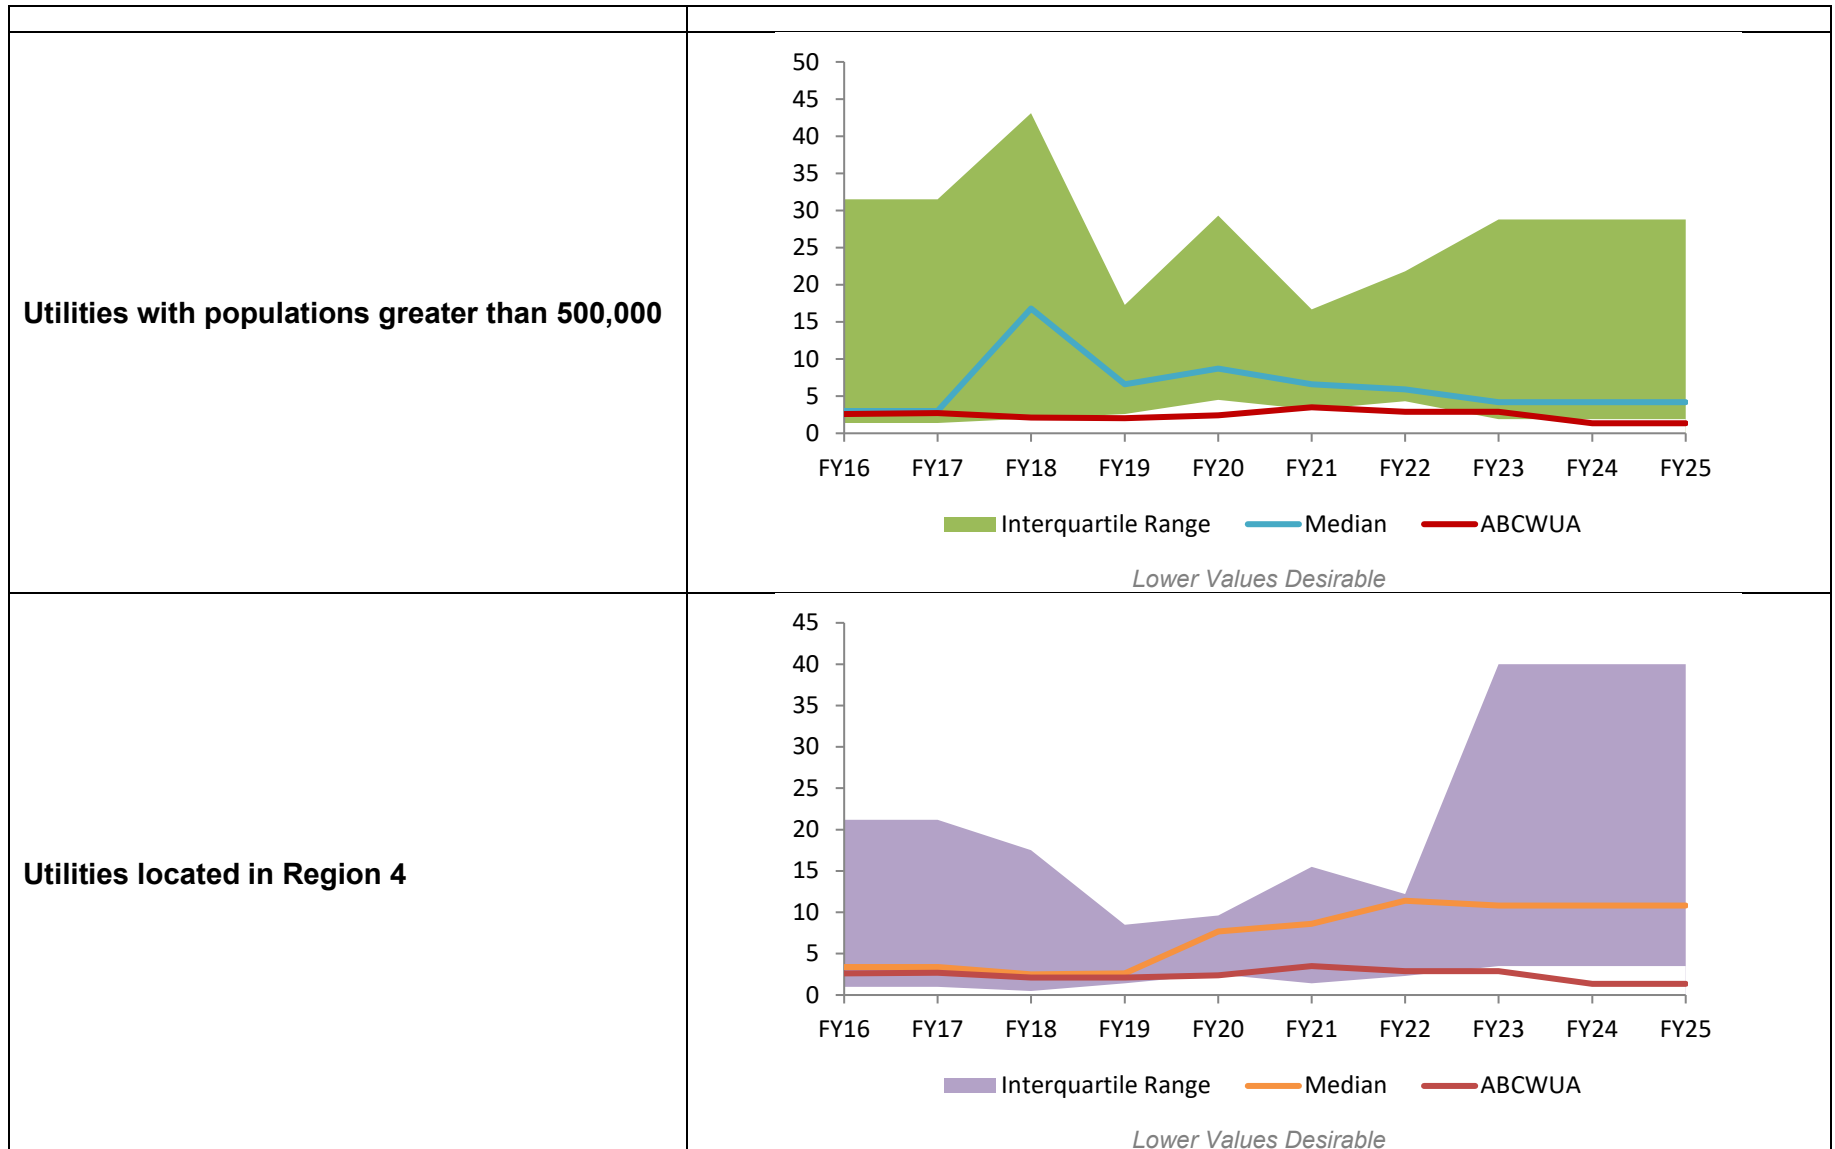 Utilities with populations greater than 500,000
50
45
40
35
30
25
20
15
10
5
0
FY16 FY17 FY18 FY19 FY20 FY21 FY22 FY23 FY24 FY25
Interquartile Range Median ABCWUA
Lower Values Desirable
Utilities located in Region 4
45
40
35
30
25
20
15
10
5
0
FY16 FY17 FY18 FY19 FY20 FY21 FY22 FY23 FY24 FY25
Interquartile Range Median ABCWUA
Lower Values Desirable